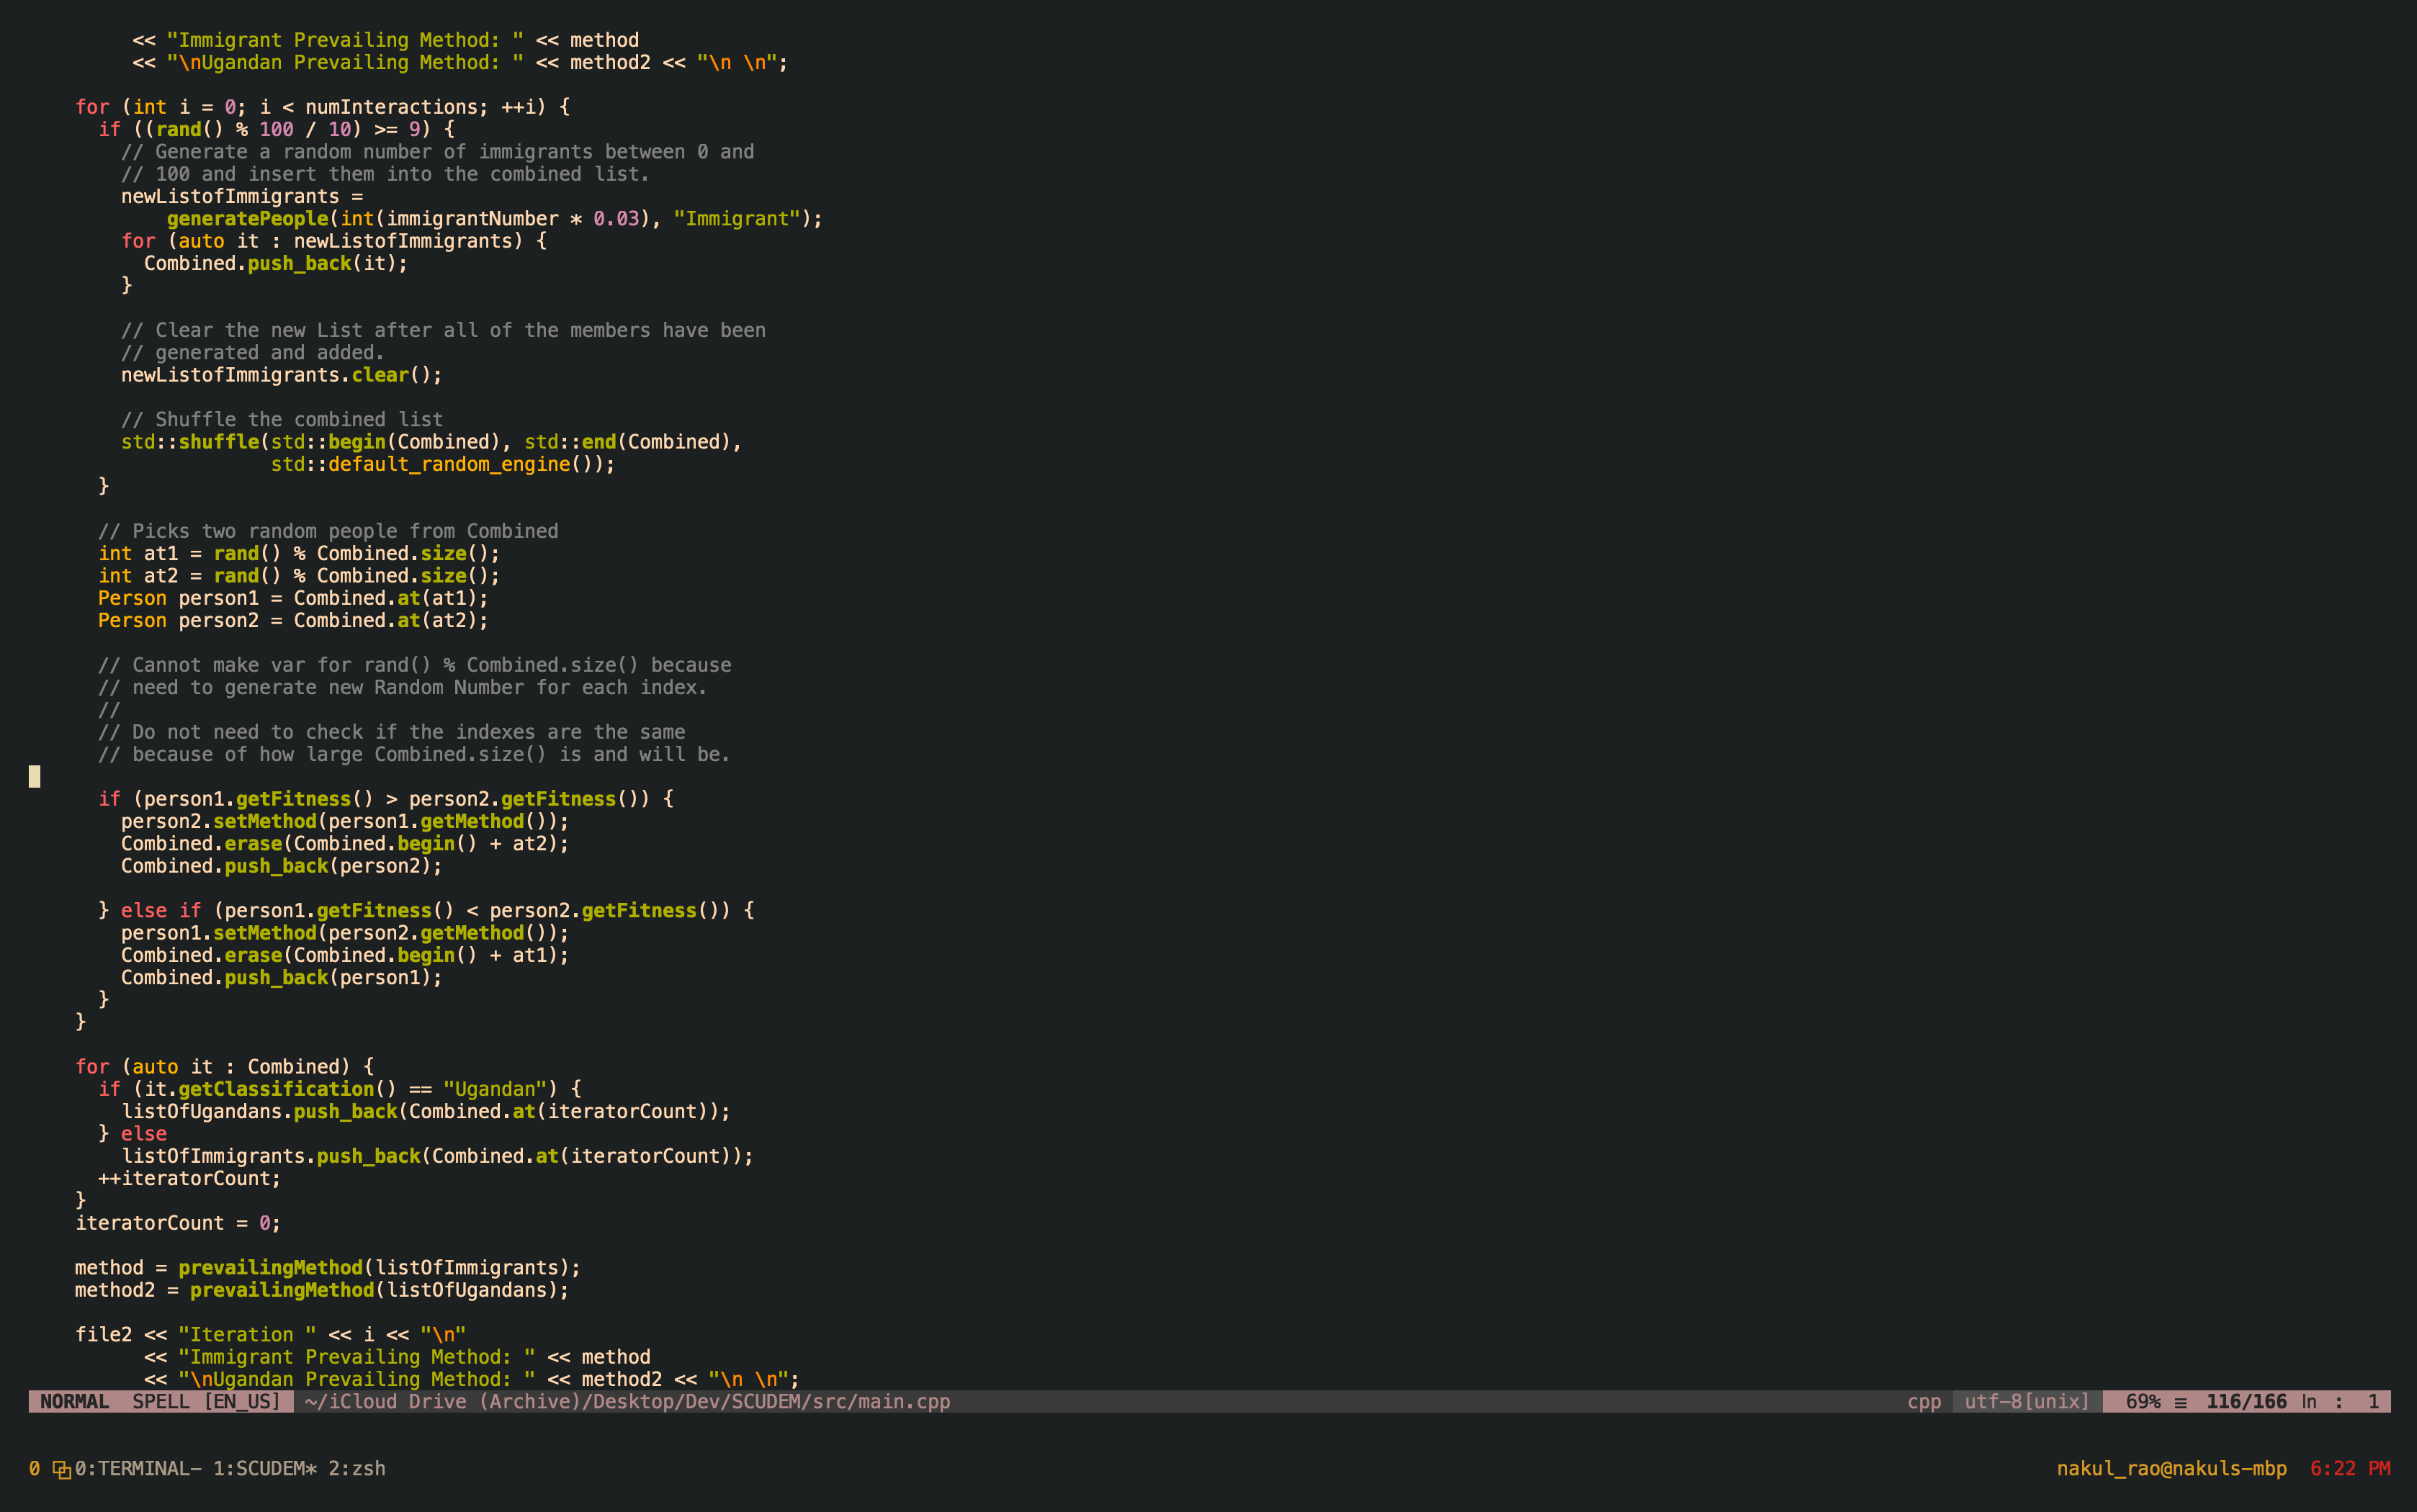 << "Immigrant Prevailing Method: " << method
<< "\nUgandan Prevailing Method: " << method2 << "\n \n";
for (int i = 0; i < numInteractions; ++i) {
if ((rand() % 100 / 10) >= 9) {
// Generate a random number of immigrants between 0 and
// 100 and insert them into the combined list.
newListofImmigrants =
generatePeople(int(immigrantNumber * 0.03), "Immigrant");
for (auto it : newListofImmigrants) {
Combined.push_back(it);
}
// Clear the new List after all of the members have been
// generated and added.
newListofImmigrants.clear();
// Shuffle the combined list
std::shuffle(std::begin(Combined), std::end(Combined),
std::default_random_engine());
}
// Picks two random people from Combined
int at1 = rand() % Combined.size();
int at2 = rand() % Combined.size();
Person person1 = Combined.at(at1);
Person person2 = Combined.at(at2);
// Cannot make var for rand() % Combined.size() because
// need to generate new Random Number for each index.
//
// Do not need to check if the indexes are the same
// because of how large Combined.size() is and will be.
if (person1.getFitness() > person2.getFitness()) {
person2.setMethod(person1.getMethod());
Combined.erase(Combined.begin() + at2);
Combined.push_back(person2);
} else if (person1.getFitness() < person2.getFitness()) {
person1.setMethod(person2.getMethod());
Combined.erase(Combined.begin() + at1);
Combined.push_back(person1);
}
}
for (auto it : Combined) {
if (it.getClassification() == "Ugandan") {
listOfUgandans.push_back(Combined.at(iteratorCount));
} else
listOfImmigrants.push_back(Combined.at(iteratorCount));
++iteratorCount;
}
iteratorCount = 0;
method = prevailingMethod(listOfImmigrants);
method2 = prevailingMethod(listOfUgandans);
file2 << "Iteration " << i << "\n"
<< "Immigrant Prevailing Method: " << method
<< "\nUgandan Prevailing Method: " << method2 << "\n \n";
NORMAL SPELL [EN_US] ~/iCloud Drive (Archive)/Desktop/Dev/SCUDEM/src/main.cpp cpp utf-8[unix] 69% ≡ 116/166 ln : 1
0 0:TERMINAL- 1:SCUDEM* 2:zsh nakul_rao@nakuls-mbp 6:22 PM